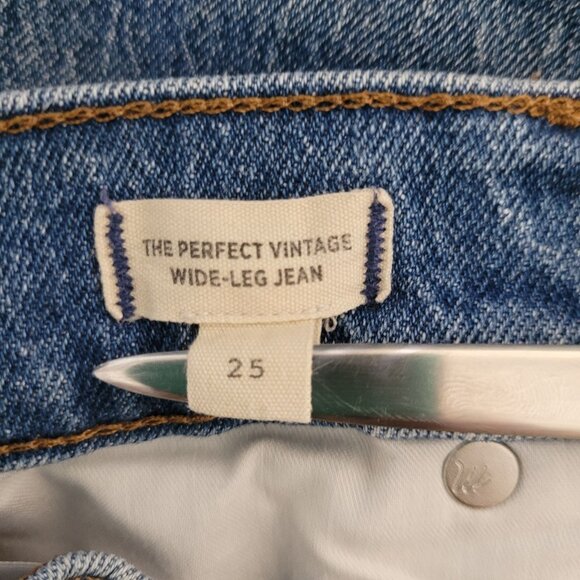 THE PERFECT VINTAGE
WIDE-LEG JEAN
25